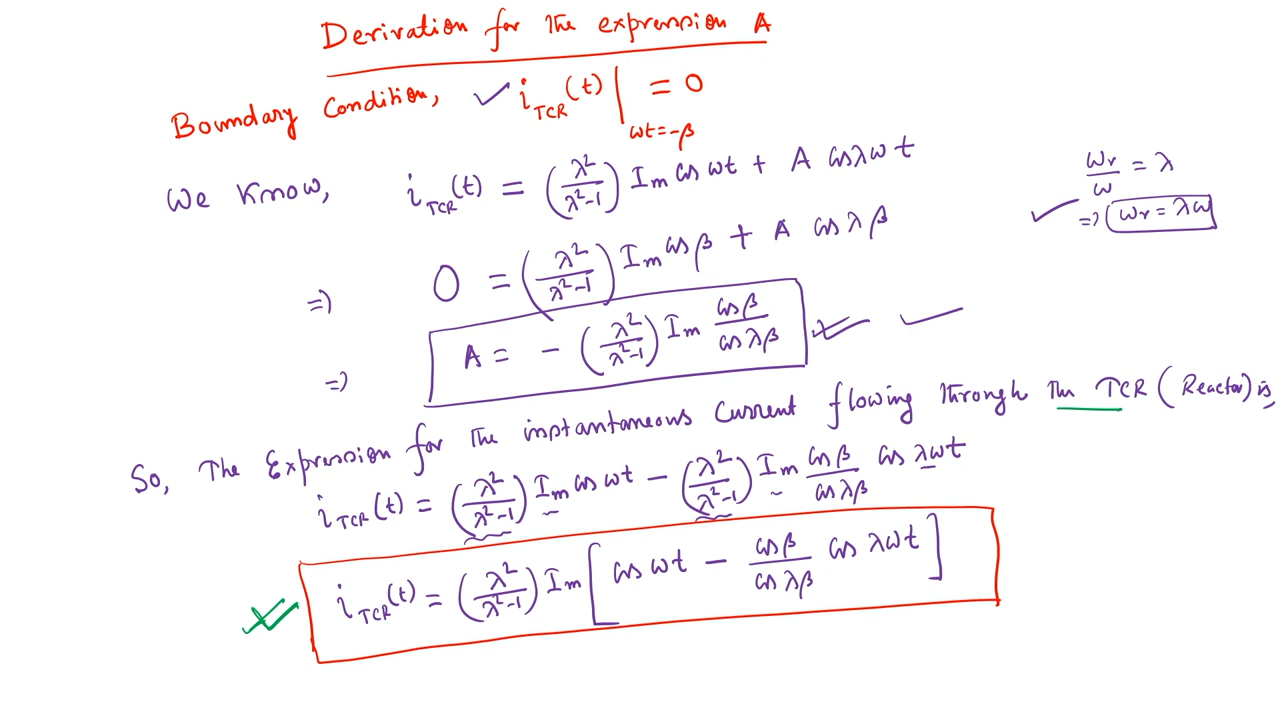 Derivation for the expression A
Boundary Condition, ✓ i_TCR(t)|_ωt=-β = 0
We Know, i_TCR(t) = (λ²/(λ²-1)) Im cos ωt + A cos λω t
ωr/ω = λ
=> ωr = λω
=> 0 = (λ²/(λ²-1)) Im cos β + A cos λβ
=> A = - (λ²/(λ²-1)) Im cos β/cos λβ
So, The Expression for The instantaneous Current flowing through the TCR (Reactor) is,
i_TCR(t) = (λ²/(λ²-1)) Im cos ωt - (λ²/(λ²-1)) Im cos β/cos λβ cos λωt
i_TCR(t) = (λ²/(λ²-1)) Im [cos ωt - cos β/cos λβ cos λωt]